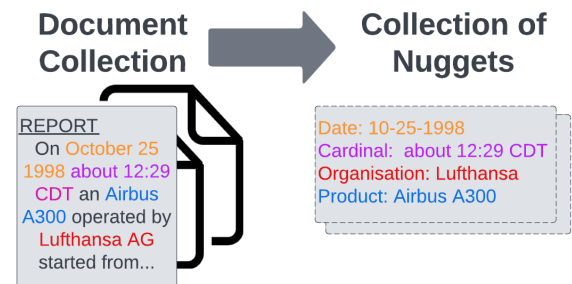 Document
Collection
Collection of
Nuggets
REPORT
On October 25
1998 about 12:29
CDT an Airbus
A300 operated by
Lufthansa AG
started from...
Date: 10-25-1998
Cardinal:  about 12:29 CDT
Organisation: Lufthansa
Product: Airbus A300